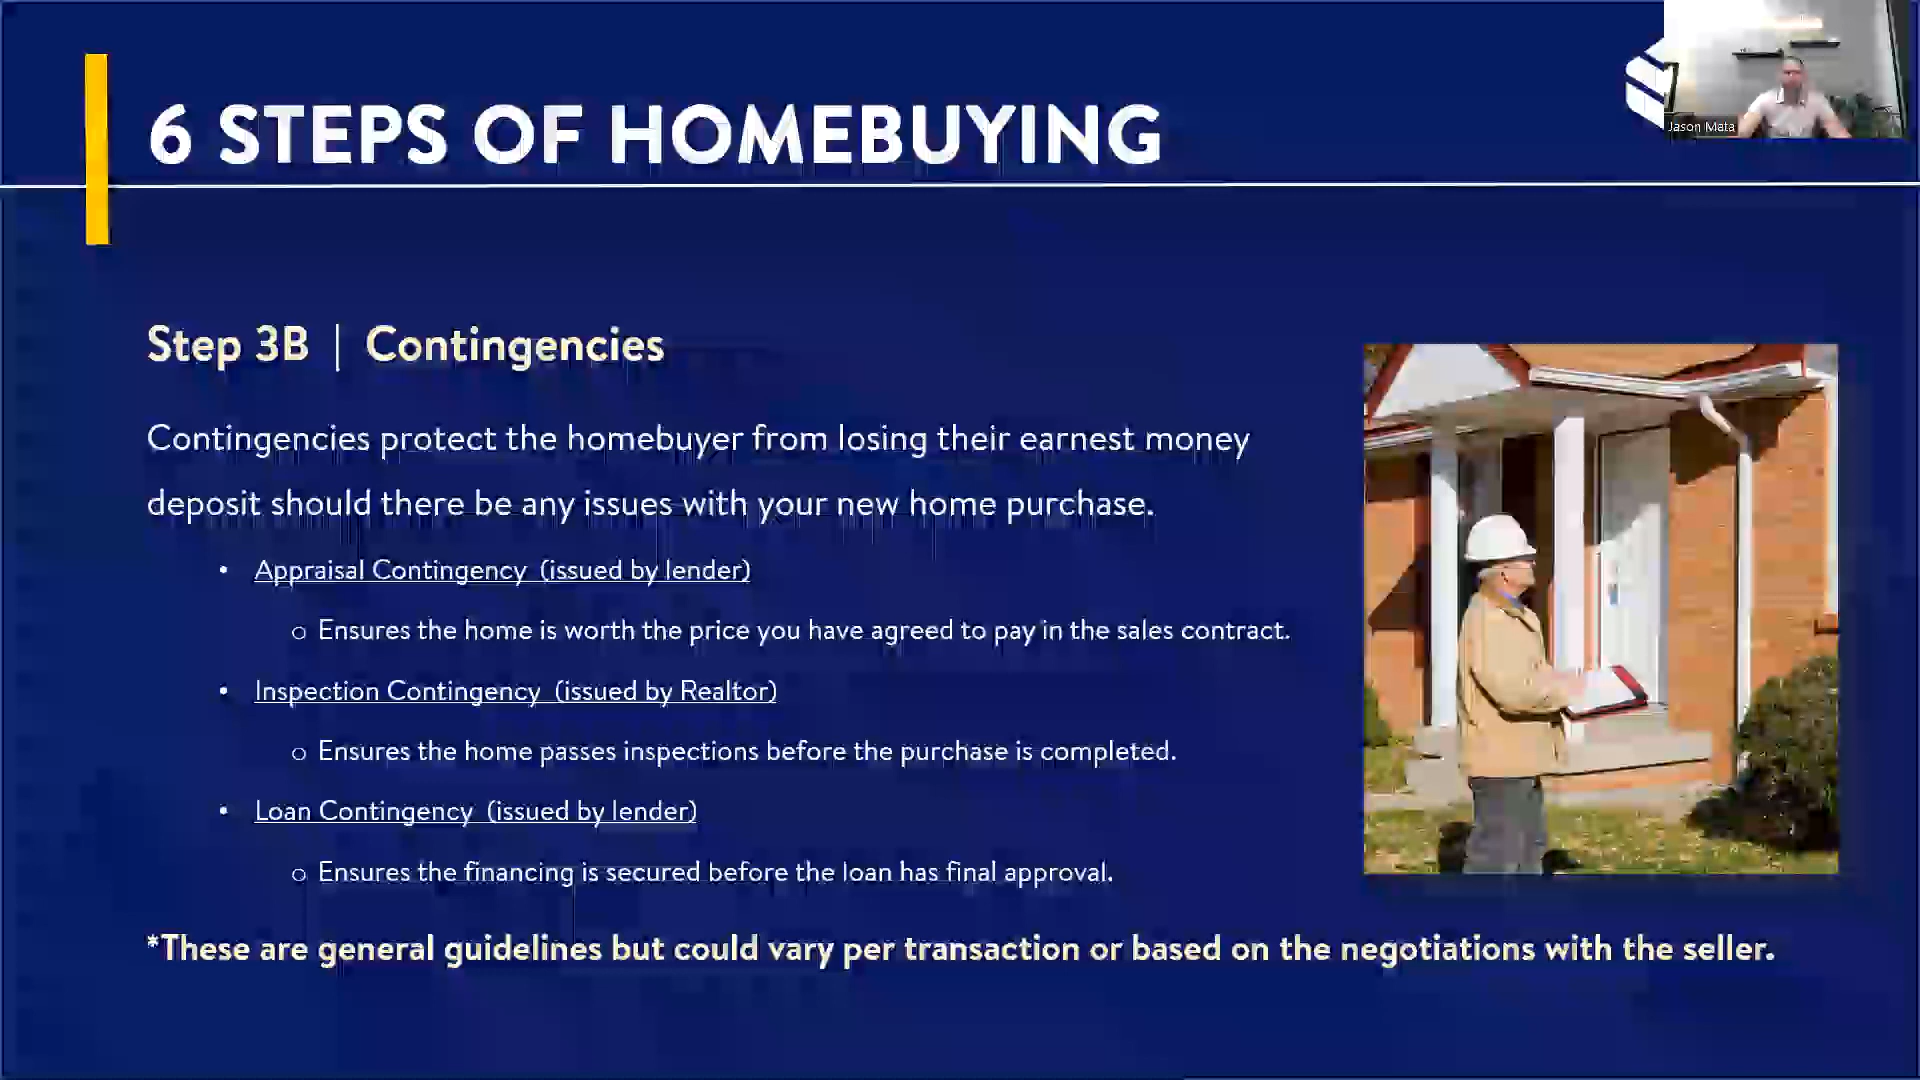 6 STEPS OF HOMEBUYING
Jason Mata
Step 3B | Contingencies
Contingencies protect the homebuyer from losing their earnest money
deposit should there be any issues with your new home purchase.
• Appraisal Contingency (issued by lender)
o Ensures the home is worth the price you have agreed to pay in the sales contract.
• Inspection Contingency (issued by Realtor)
o Ensures the home passes inspections before the purchase is completed.
• Loan Contingency (issued by lender)
o Ensures the financing is secured before the loan has final approval.
*These are general guidelines but could vary per transaction or based on the negotiations with the seller.